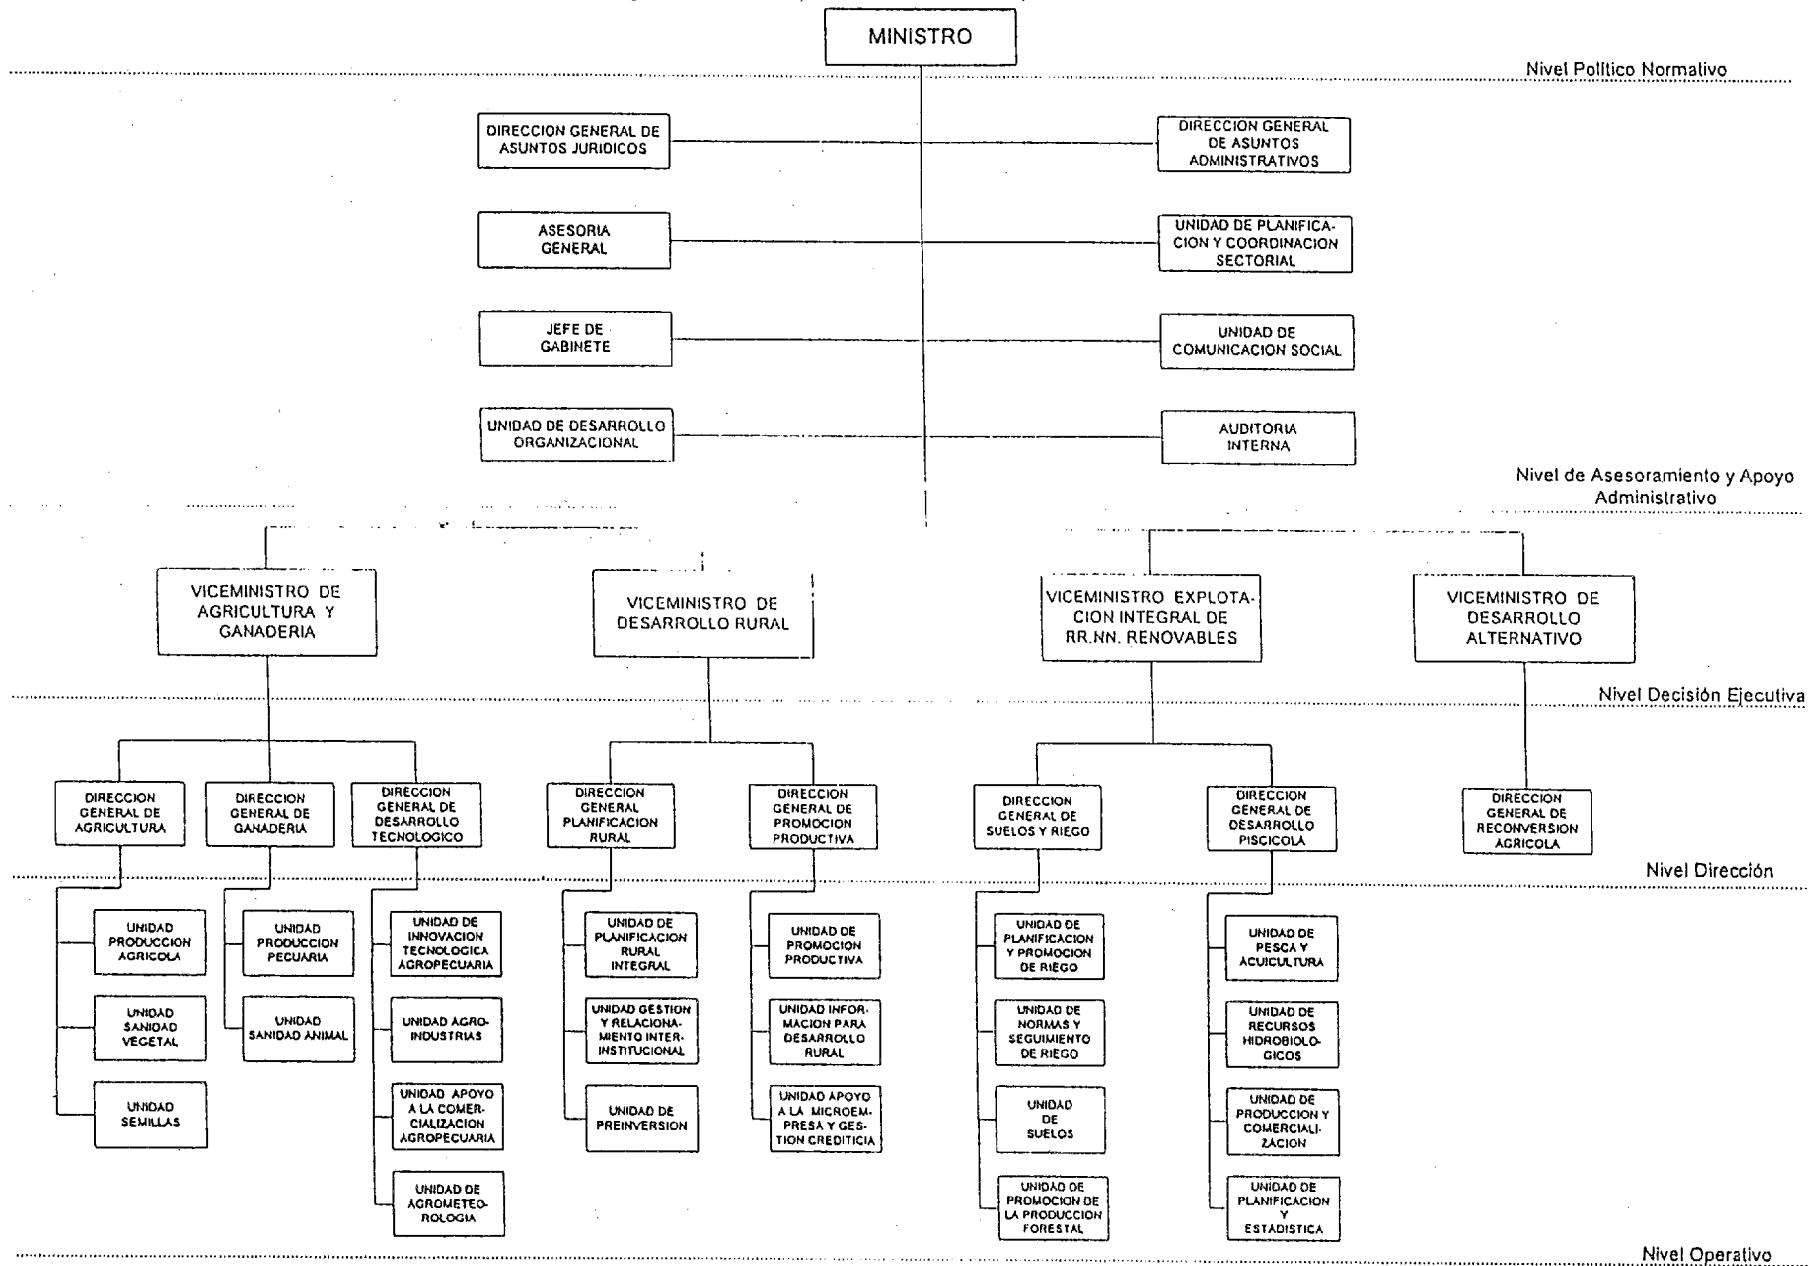 MINISTRO
Nivel Político Normativo
DIRECCION GENERAL DE
ASUNTOS JURIDICOS
DIRECCION GENERAL
DE ASUNTOS
ADMINISTRATIVOS
ASESORIA
GENERAL
UNIDAD DE PLANIFICA-
CION Y COORDINACION
SECTORIAL
JEFE DE
GABINETE
UNIDAD DE
COMUNICACION SOCIAL
UNIDAD DE DESARROLLO
ORGANIZACIONAL
AUDITORIA
INTERNA
Nivel de Asesoramiento y Apoyo
Administrativo
VICEMINISTRO DE
AGRICULTURA Y
GANADERIA
VICEMINISTRO DE
DESARROLLO RURAL
VICEMINISTRO EXPLOTA-
CION INTEGRAL DE
RR.NN. RENOVABLES
VICEMINISTRO DE
DESARROLLO
ALTERNATIVO
Nivel Decisión Ejecutiva
DIRECCION
GENERAL DE
AGRICULTURA
DIRECCION
GENERAL DE
GANADERIA
DIRECCION
GENERAL DE
DESARROLLO
TECNOLOGICO
DIRECCION
GENERAL
PLANIFICACION
RURAL
DIRECCION
GENERAL DE
PROMOCION
PRODUCTIVA
DIRECCION
GENERAL DE
SUELOS Y RIEGO
DIRECCION
GENERAL DE
DESARROLLO
PISCICOLA
DIRECCION
GENERAL DE
RECONVERSION
AGRICOLA
Nivel Dirección
UNIDAD
PRODUCCION
AGRICOLA
UNIDAD
PRODUCCION
PECUARIA
UNIDAD DE
INNOVACION
TECNOLOGICA
AGROPECUARIA
UNIDAD DE
PLANIFICACION
RURAL
INTEGRAL
UNIDAD DE
PROMOCION
PRODUCTIVA
UNIDAD DE
PLANIFICACION
Y PROMOCION
DE RIEGO
UNIDAD DE
PESCA Y
ACUICULTURA
UNIDAD
SANIDAD
VEGETAL
UNIDAD
SANIDAD ANIMAL
UNIDAD AGRO-
INDUSTRIAS
UNIDAD GESTION
Y RELACIONA-
MIENTO INTER-
INSTITUCIONAL
UNIDAD INFOR-
MACION PARA
DESARROLLO
RURAL
UNIDAD DE
NORMAS Y
SEGUIMIENTO
DE RIEGO
UNIDAD DE
RECURSOS
HIDROBIOLO-
GICOS
UNIDAD
SEMILLAS
UNIDAD APOYO
A LA COMER-
CIALIZACION
AGROPECUARIA
UNIDAD DE
PREINVERSION
UNIDAD APOYO
A LA MICROEM-
PRESA Y GES-
TION CREDITICIA
UNIDAD
DE
SUELOS
UNIDAD DE
PRODUCCION Y
COMERCIALI-
ZACION
UNIDAD DE
AGROMETEO-
ROLOGIA
UNIDAD DE
PROMOCION DE
LA PRODUCCION
FORESTAL
UNIDAD DE
PLANIFICACION
Y
ESTADISTICA
Nivel Operativo